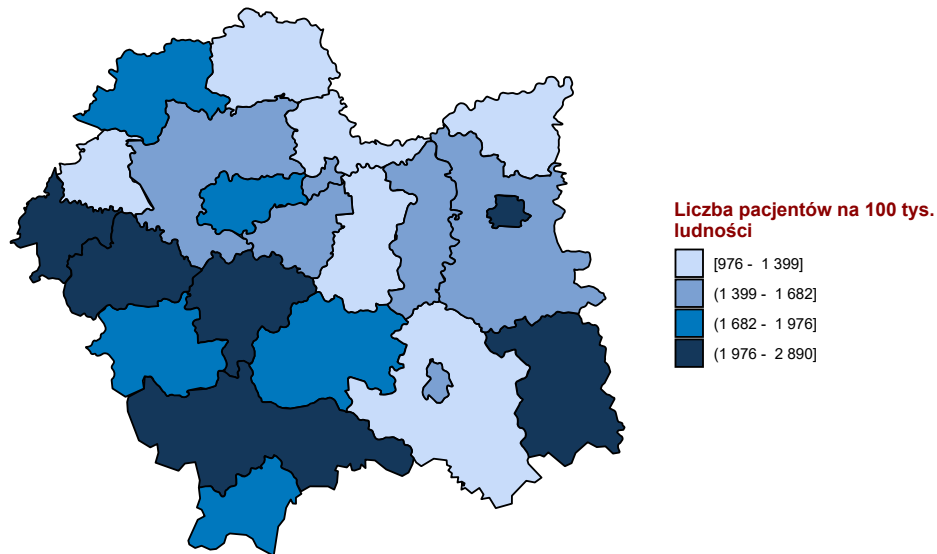 Liczba pacjentów na 100 tys.
ludności
[976 - 1 399]
(1 399 - 1 682]
(1 682 - 1 976]
(1 976 - 2 890]